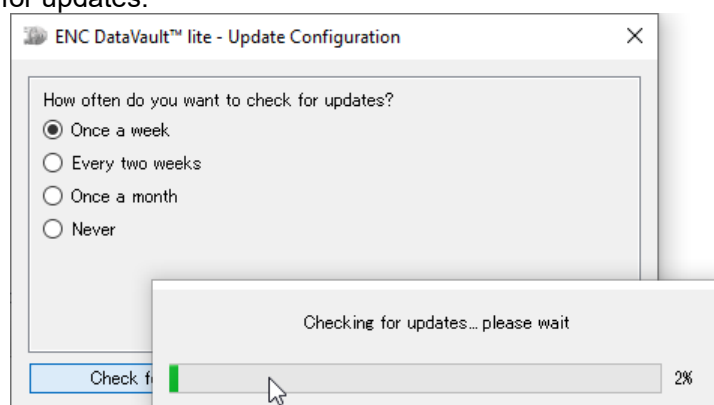 for updates.
ENC DataVault™ lite - Update Configuration
How often do you want to check for updates?
Once a week
Every two weeks
Once a month
Never
Checking for updates... please wait
Check
2%